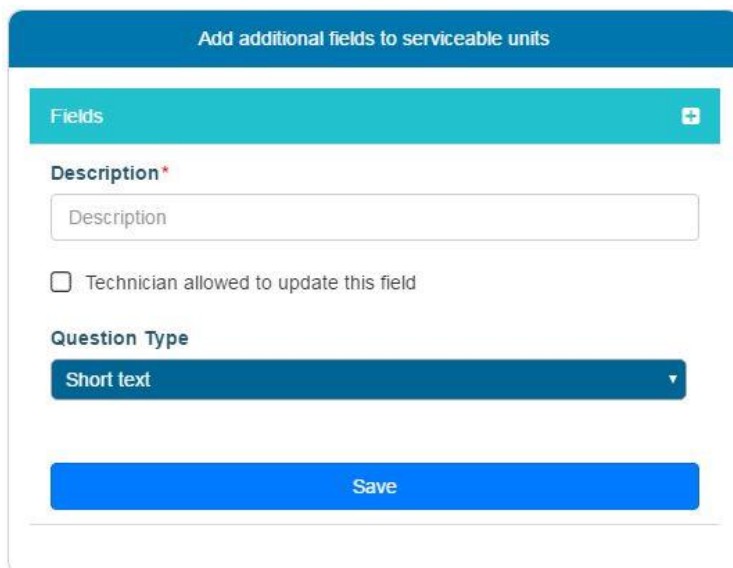 Add additional fields to serviceable units
Fields
Description*
Description
Technician allowed to update this field
Question Type
Short text
Save